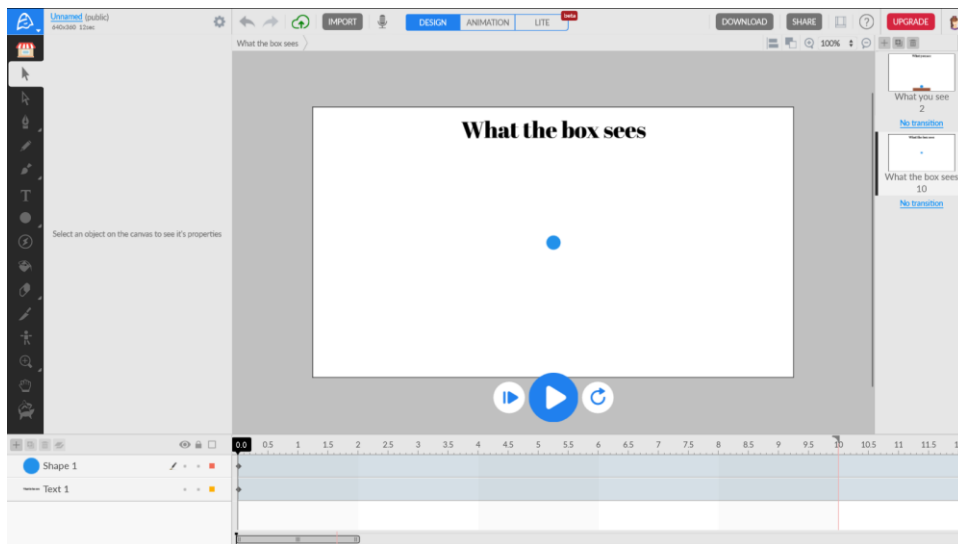 Unnamed (public)
640x360 12sec
IMPORT
DESIGN
ANIMATION
LITE
beta
DOWNLOAD
SHARE
?
UPGRADE
What the box sees
100%
What the box sees
Select an object on the canvas to see it's properties
What you see
2
No transition
What the box sees
10
No transition
0.0 0.5 1 1.5 2 2.5 3 3.5 4 4.5 5 5.5 6 6.5 7 7.5 8 8.5 9 9.5 10 10.5 11 11.5 1
Shape 1
Text 1